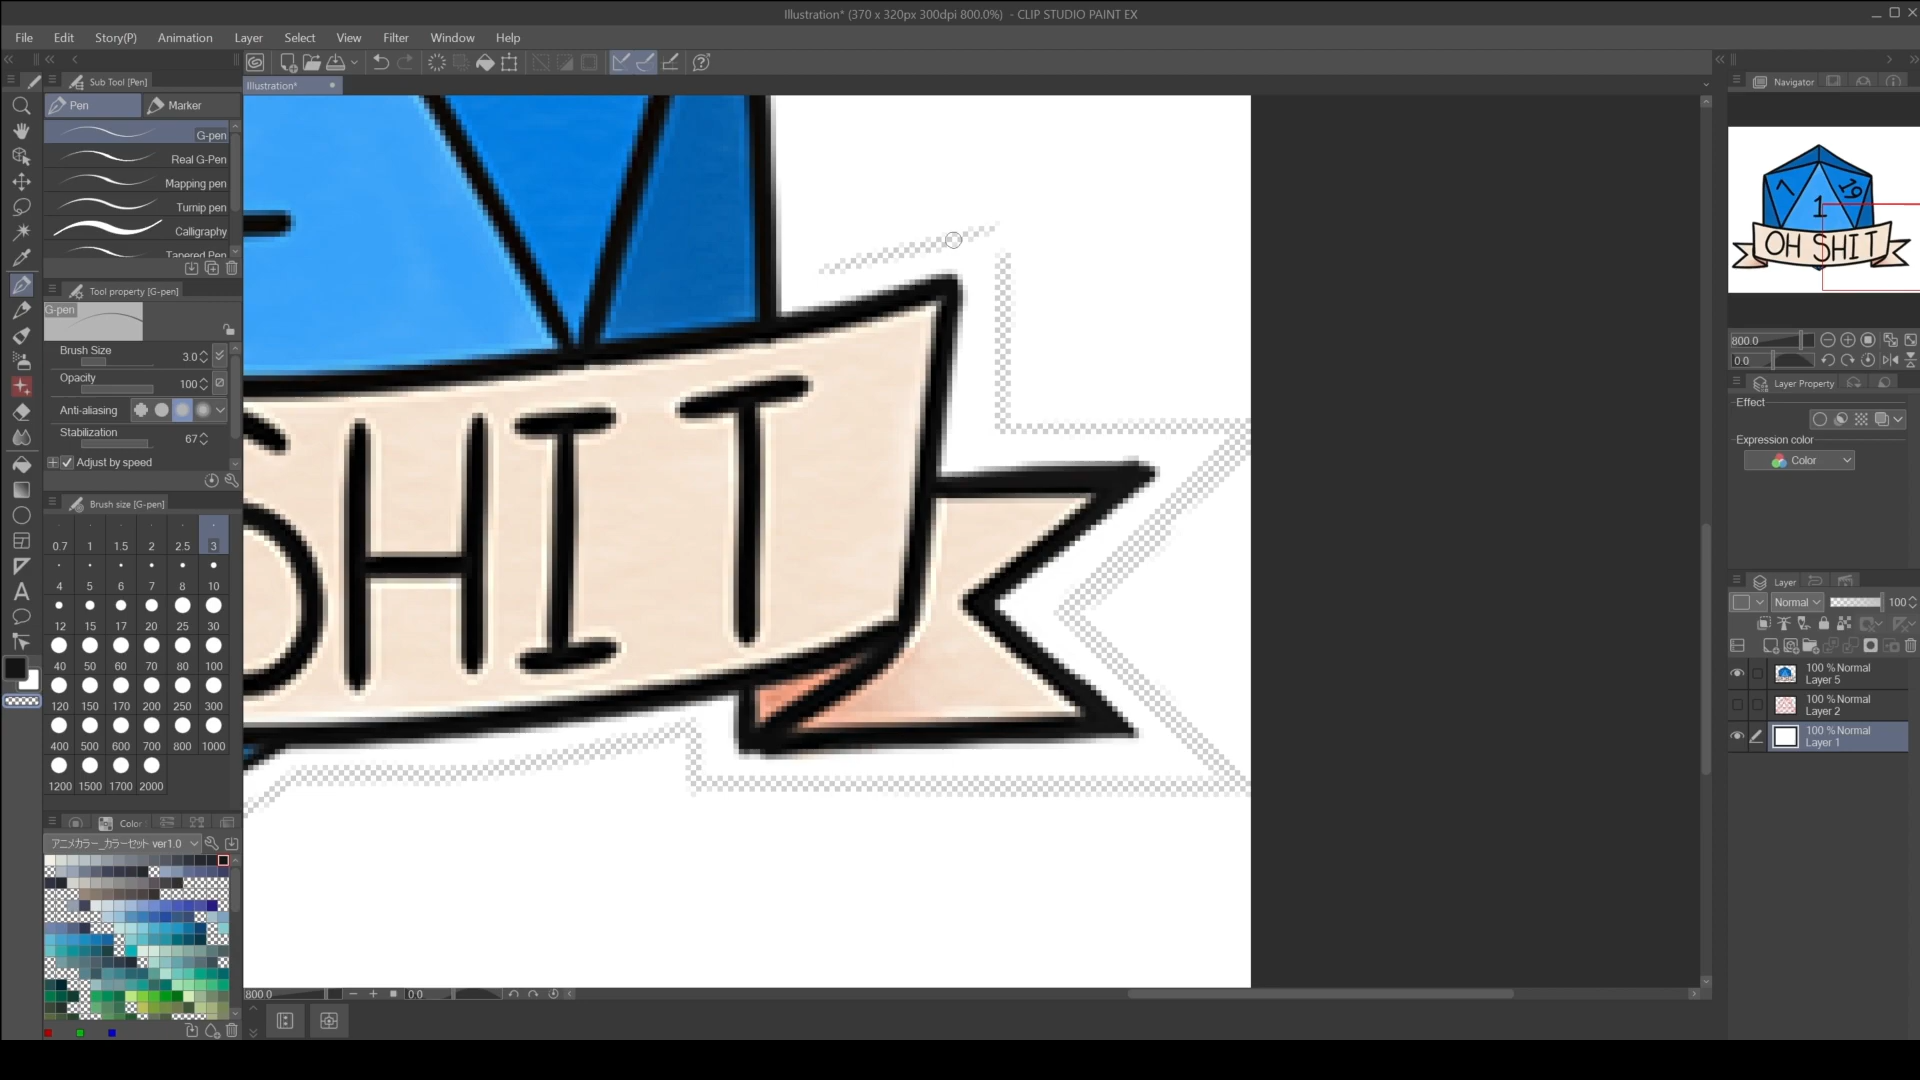 Illustration* (370 x 320px 300dpi 800.0%) - CLIP STUDIO PAINT EX
File Edit Story(P) Animation Layer Select View Filter Window Help
Sub Tool [Pen]
Illustration*
Navigator
Pen Marker
G-pen
Real G-Pen
Mapping pen
Turnip pen
Calligraphy
Tapered Pen
Tool property [G-pen]
G-pen
Brush Size 3.0
Opacity 100
Anti-aliasing
Stabilization 67
Adjust by speed
Brush size [G-pen]
0.7 1 1.5 2 2.5 3
4 5 6 7 8 10
12 15 17 20 25 30
40 50 60 70 80 100
120 150 170 200 250 300
400 500 600 700 800 1000
1200 1500 1700 2000
Color
アニメカラー_カラーセット ver1.0
SHIT
800.0 0.0
7 19
1
OH SHIT
800.0
0.0
Layer Property
Effect
Expression color
Color
Layer
Normal 100
100 % Normal
Layer 5
100 % Normal
Layer 2
100 % Normal
Layer 1